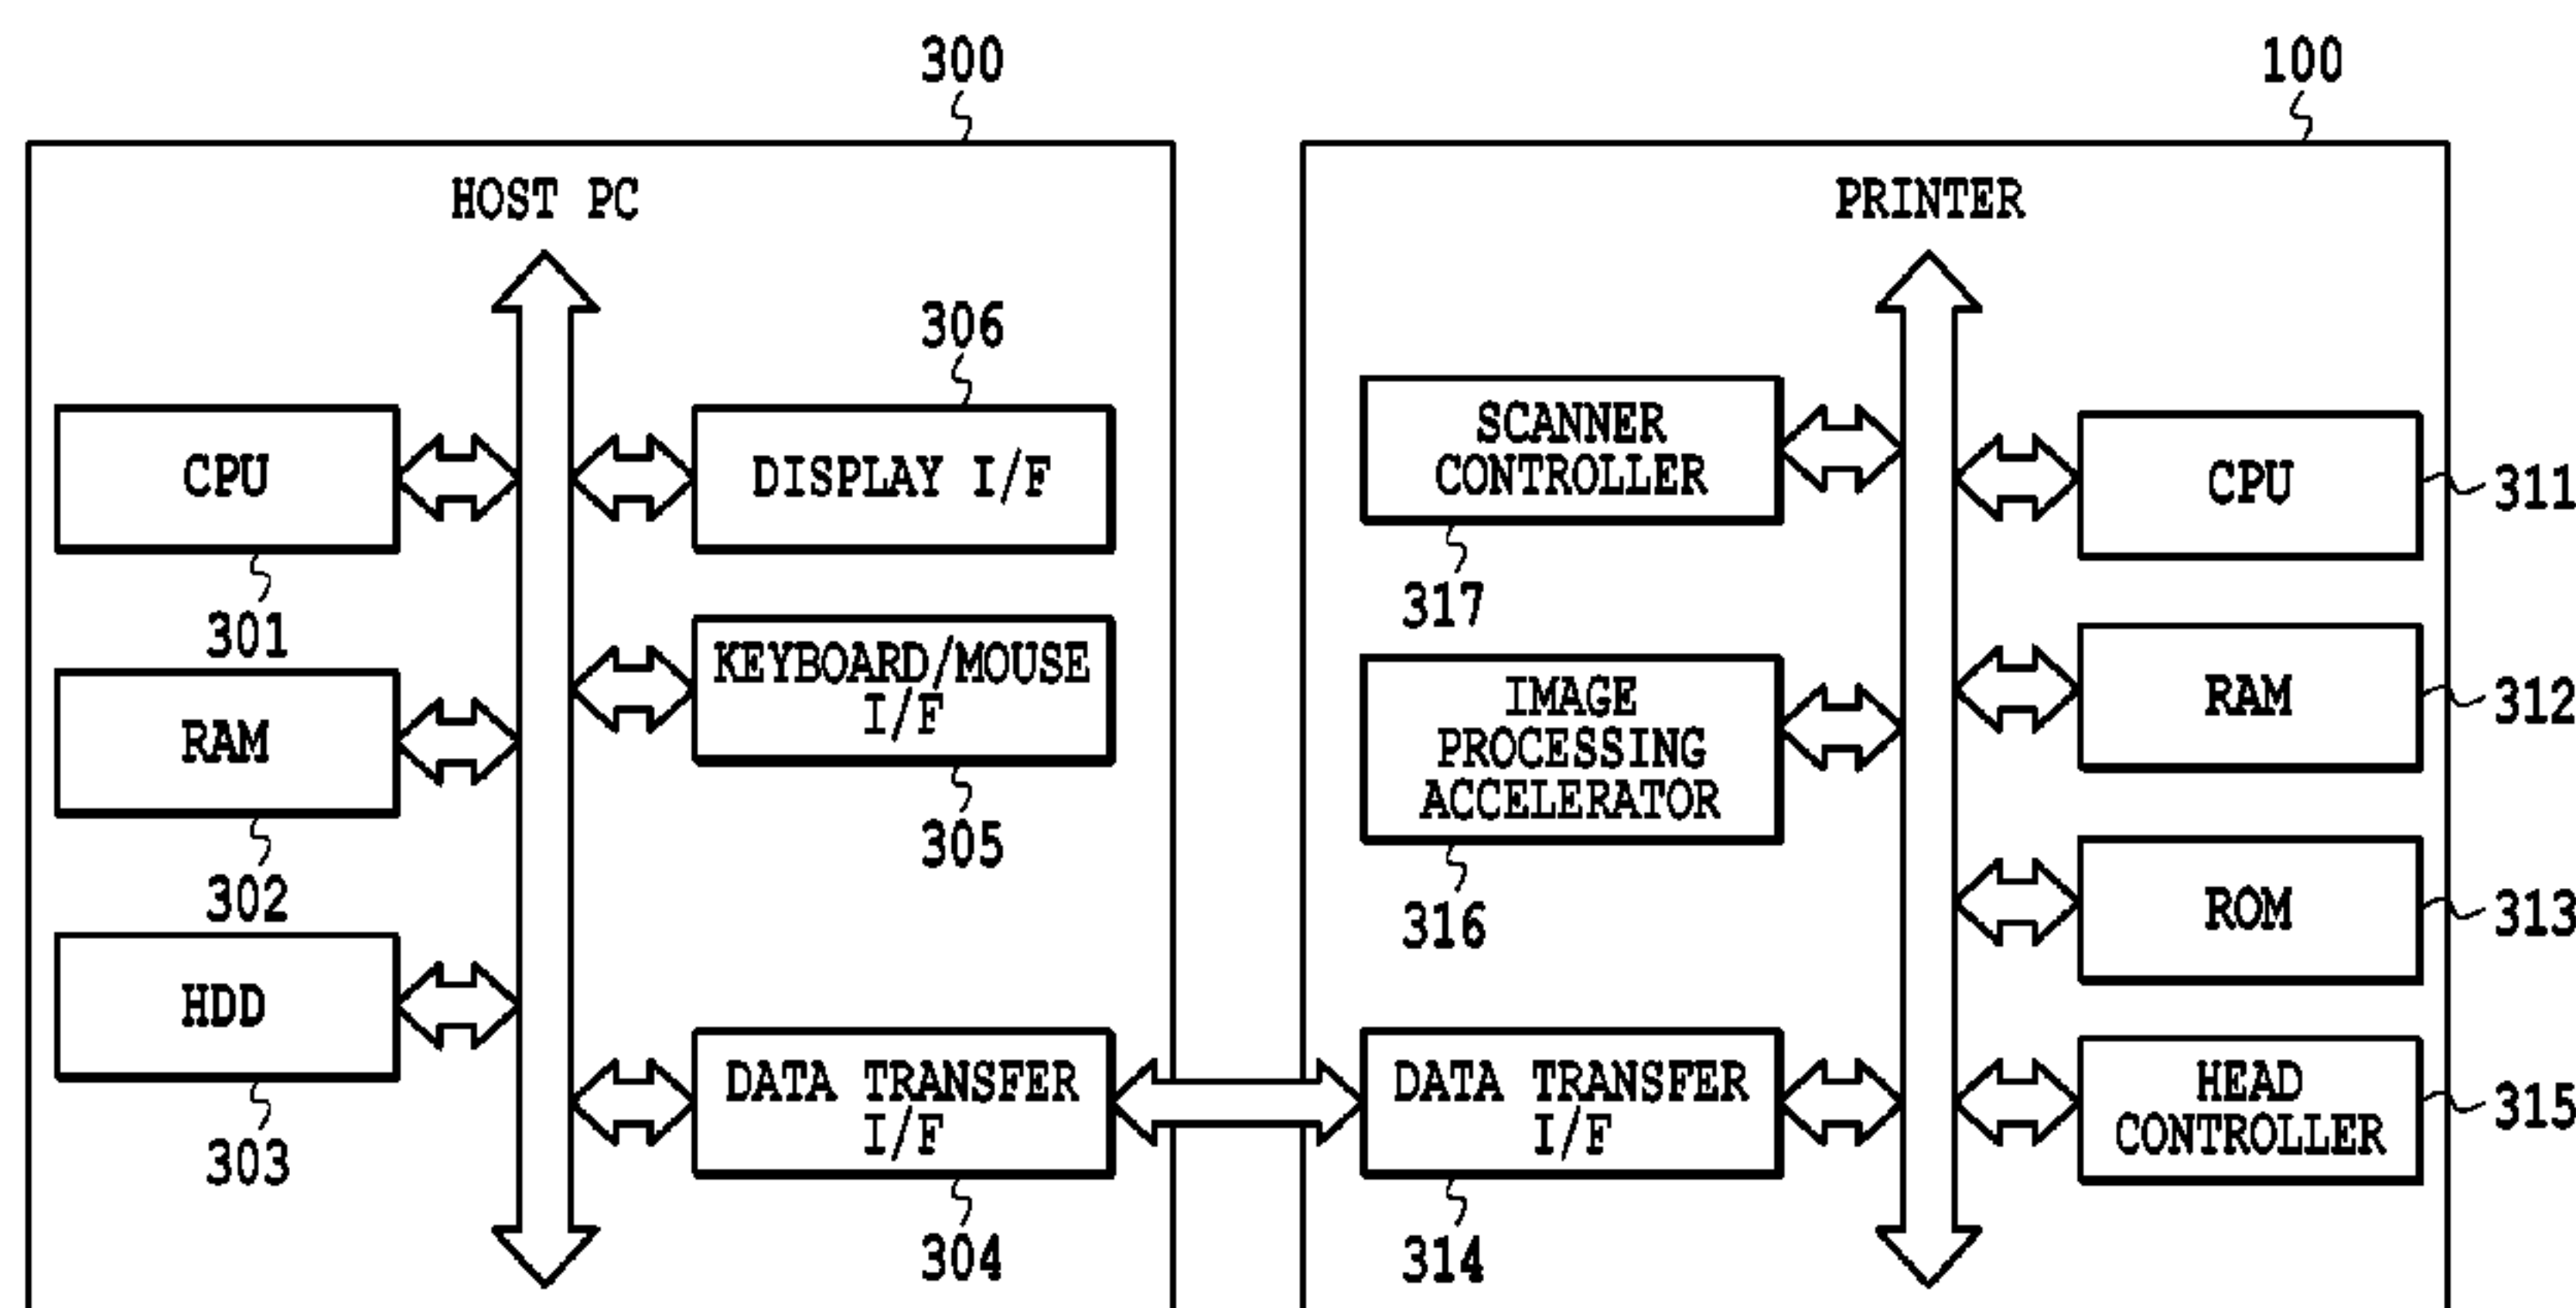 300
100
HOST PC
PRINTER
306
CPU
DISPLAY I/F
301
KEYBOARD/MOUSE
I/F
305
RAM
302
HDD
303
DATA TRANSFER
I/F
304
SCANNER
CONTROLLER
317
CPU
311
IMAGE
PROCESSING
ACCELERATOR
316
RAM
312
ROM
313
DATA TRANSFER
I/F
314
HEAD
CONTROLLER
315